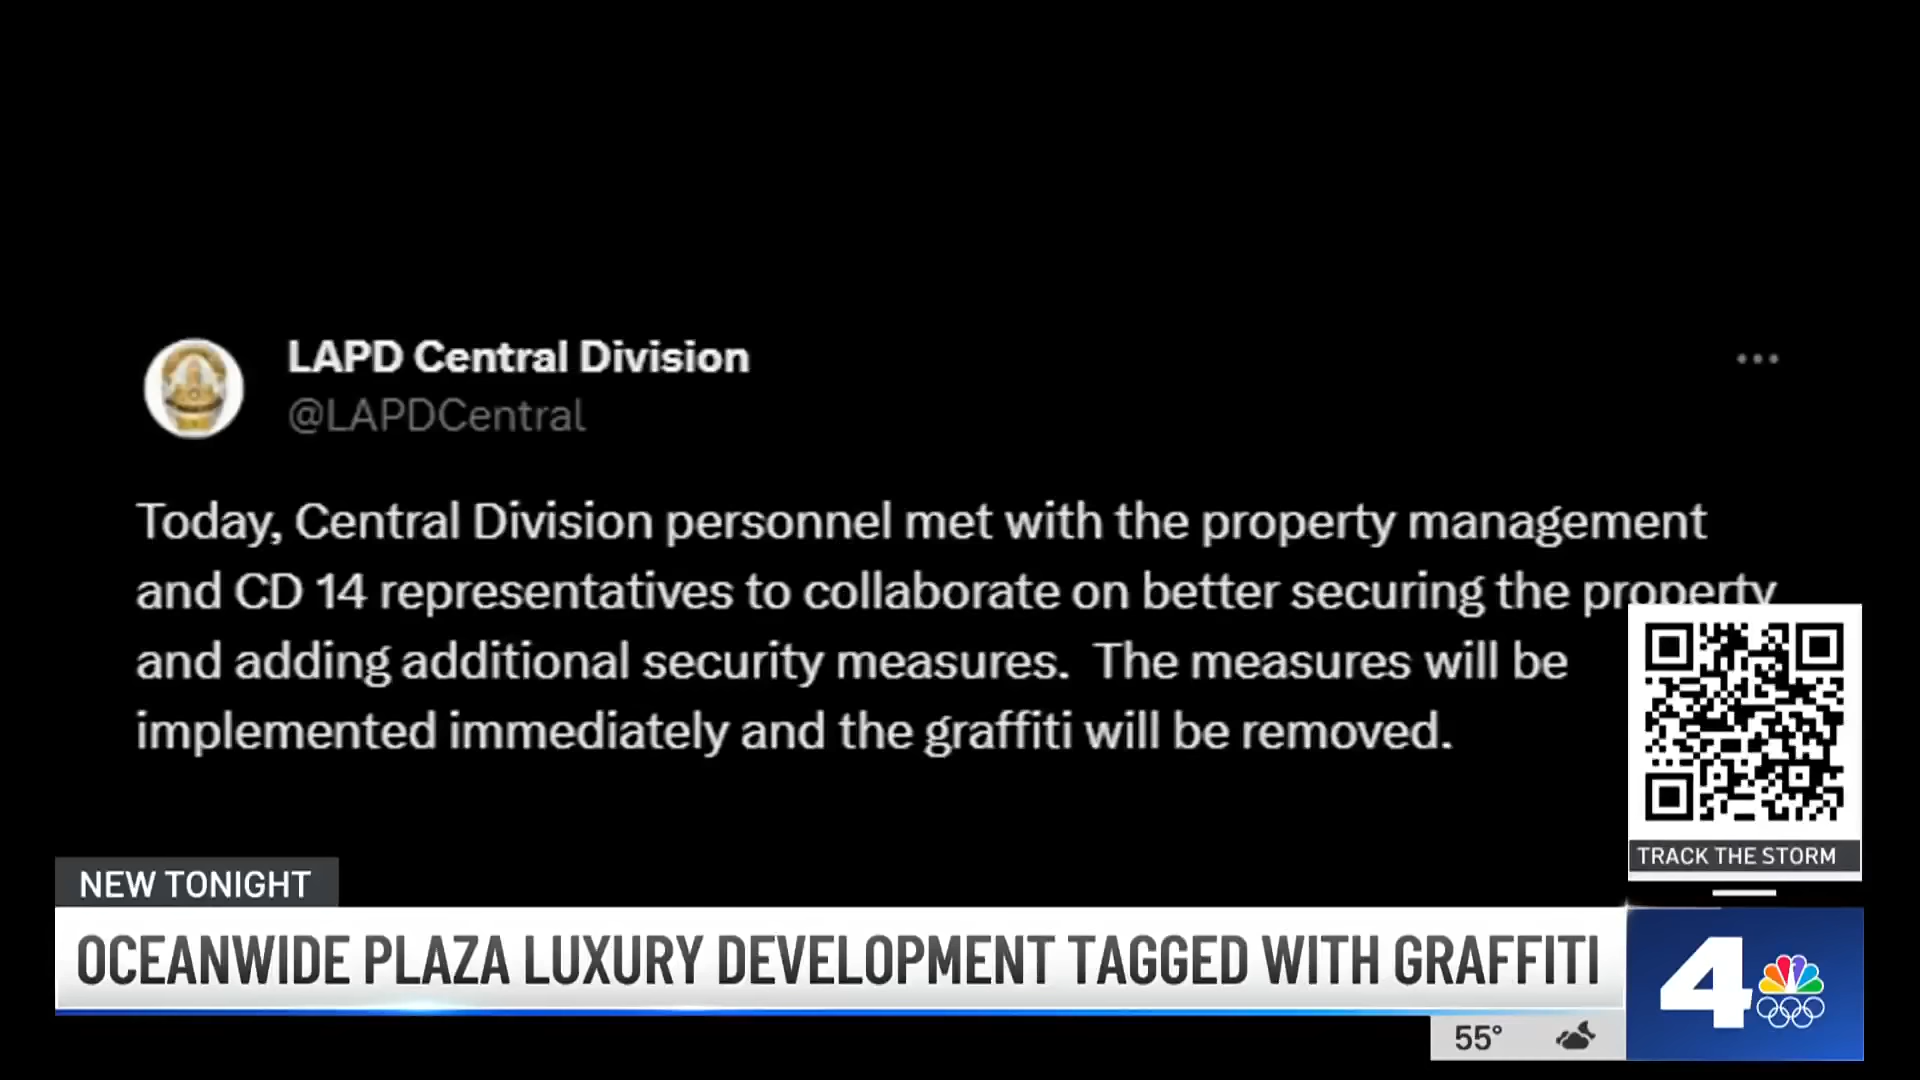 LAPD Central Division
@LAPDCentral
Today, Central Division personnel met with the property management
and CD 14 representatives to collaborate on better securing the property
and adding additional security measures.  The measures will be
implemented immediately and the graffiti will be removed.
TRACK THE STORM
NEW TONIGHT
OCEANWIDE PLAZA LUXURY DEVELOPMENT TAGGED WITH GRAFFITI
4
55°